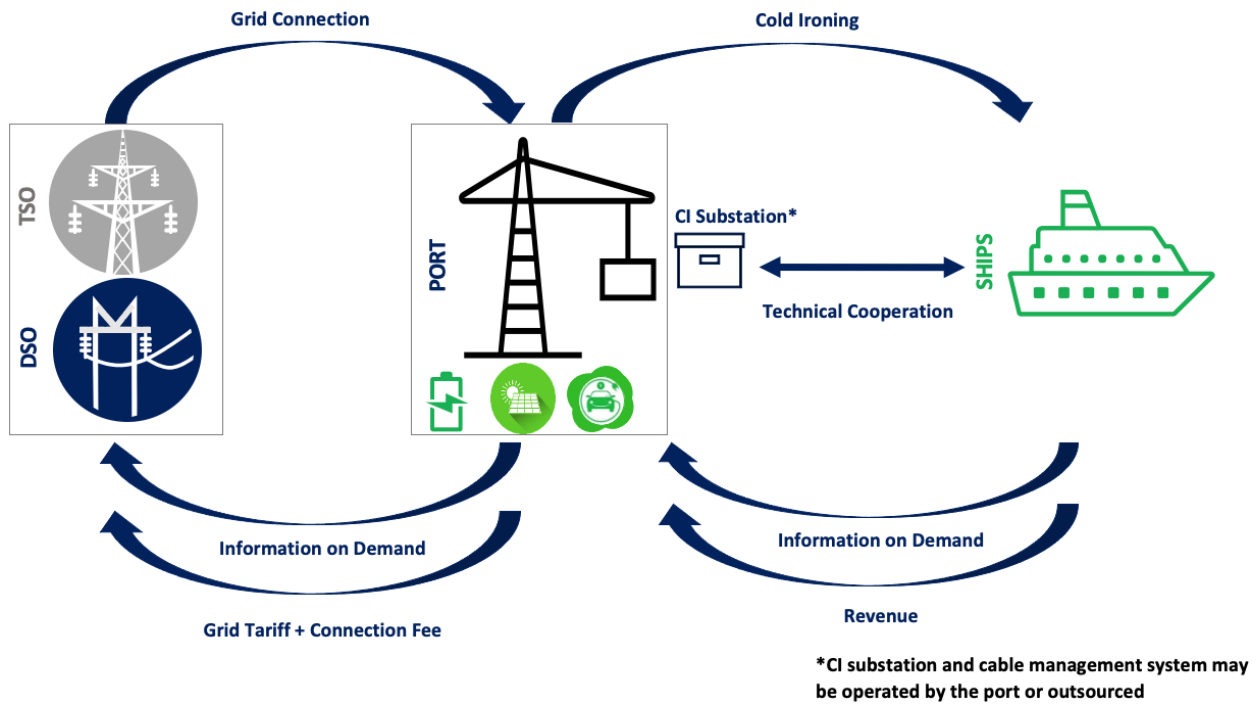 Grid Connection
Cold Ironing
TSO
DSO
PORT
CI Substation*
SHIPS
Technical Cooperation
Information on Demand
Information on Demand
Grid Tariff + Connection Fee
Revenue
*CI substation and cable management system may
be operated by the port or outsourced